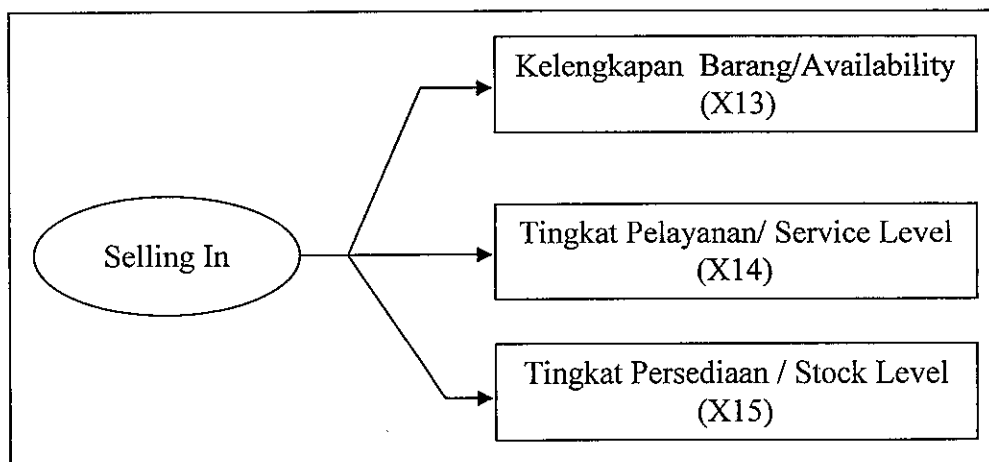 Kelengkapan Barang/Availability
(X13)
Selling In
Tingkat Pelayanan/ Service Level
(X14)
Tingkat Persediaan / Stock Level
(X15)